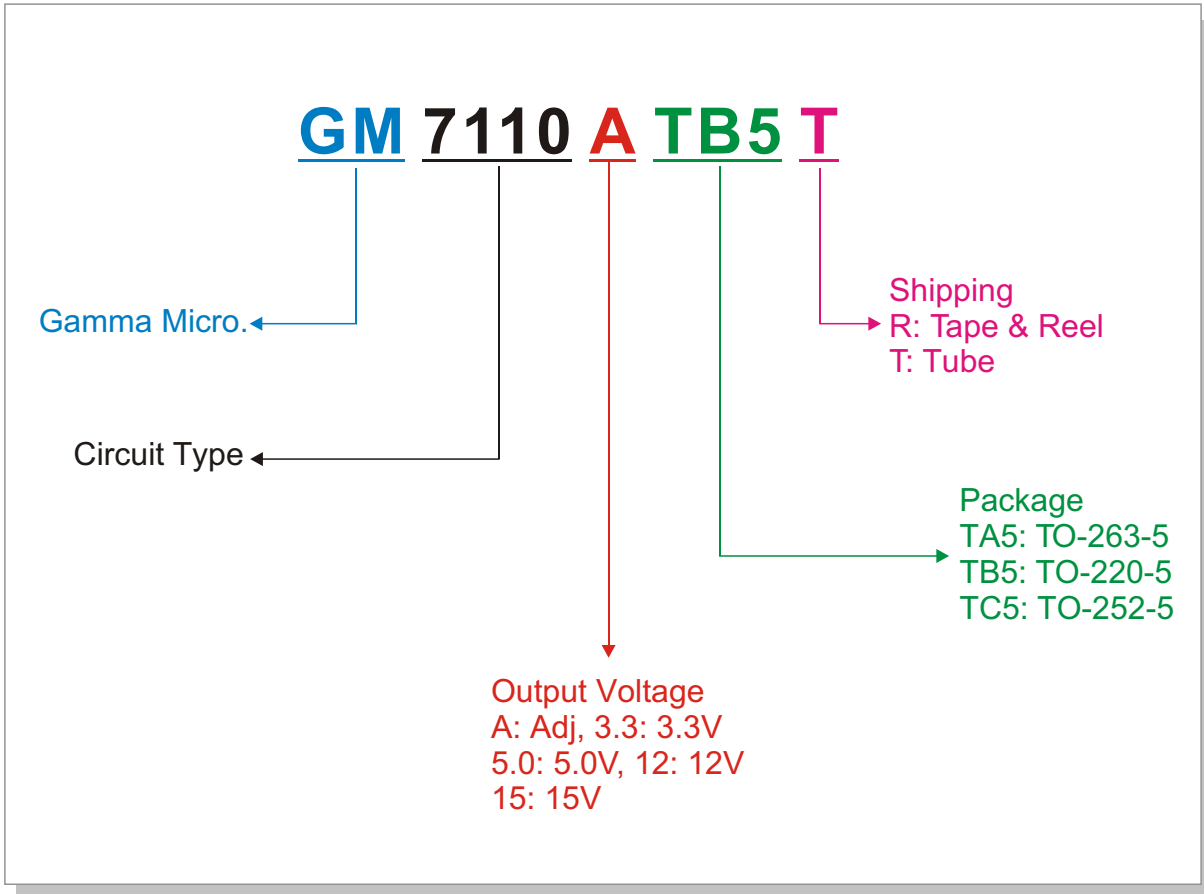 GM 7110 A TB5 T
Gamma Micro.
Circuit Type
Shipping
R: Tape & Reel
T: Tube
Package
TA5: TO-263-5
TB5: TO-220-5
TC5: TO-252-5
Output Voltage
A: Adj, 3.3: 3.3V
5.0: 5.0V, 12: 12V
15: 15V